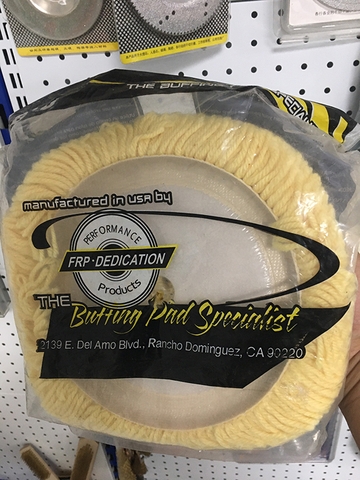 THE BUFFING
manufactured in USA by
PERFORMANCE
FRP·DEDICATION
Products
THE
Buffing Pad Specialist
2139 E. Del Amo Blvd., Rancho Dominguez, CA 90220